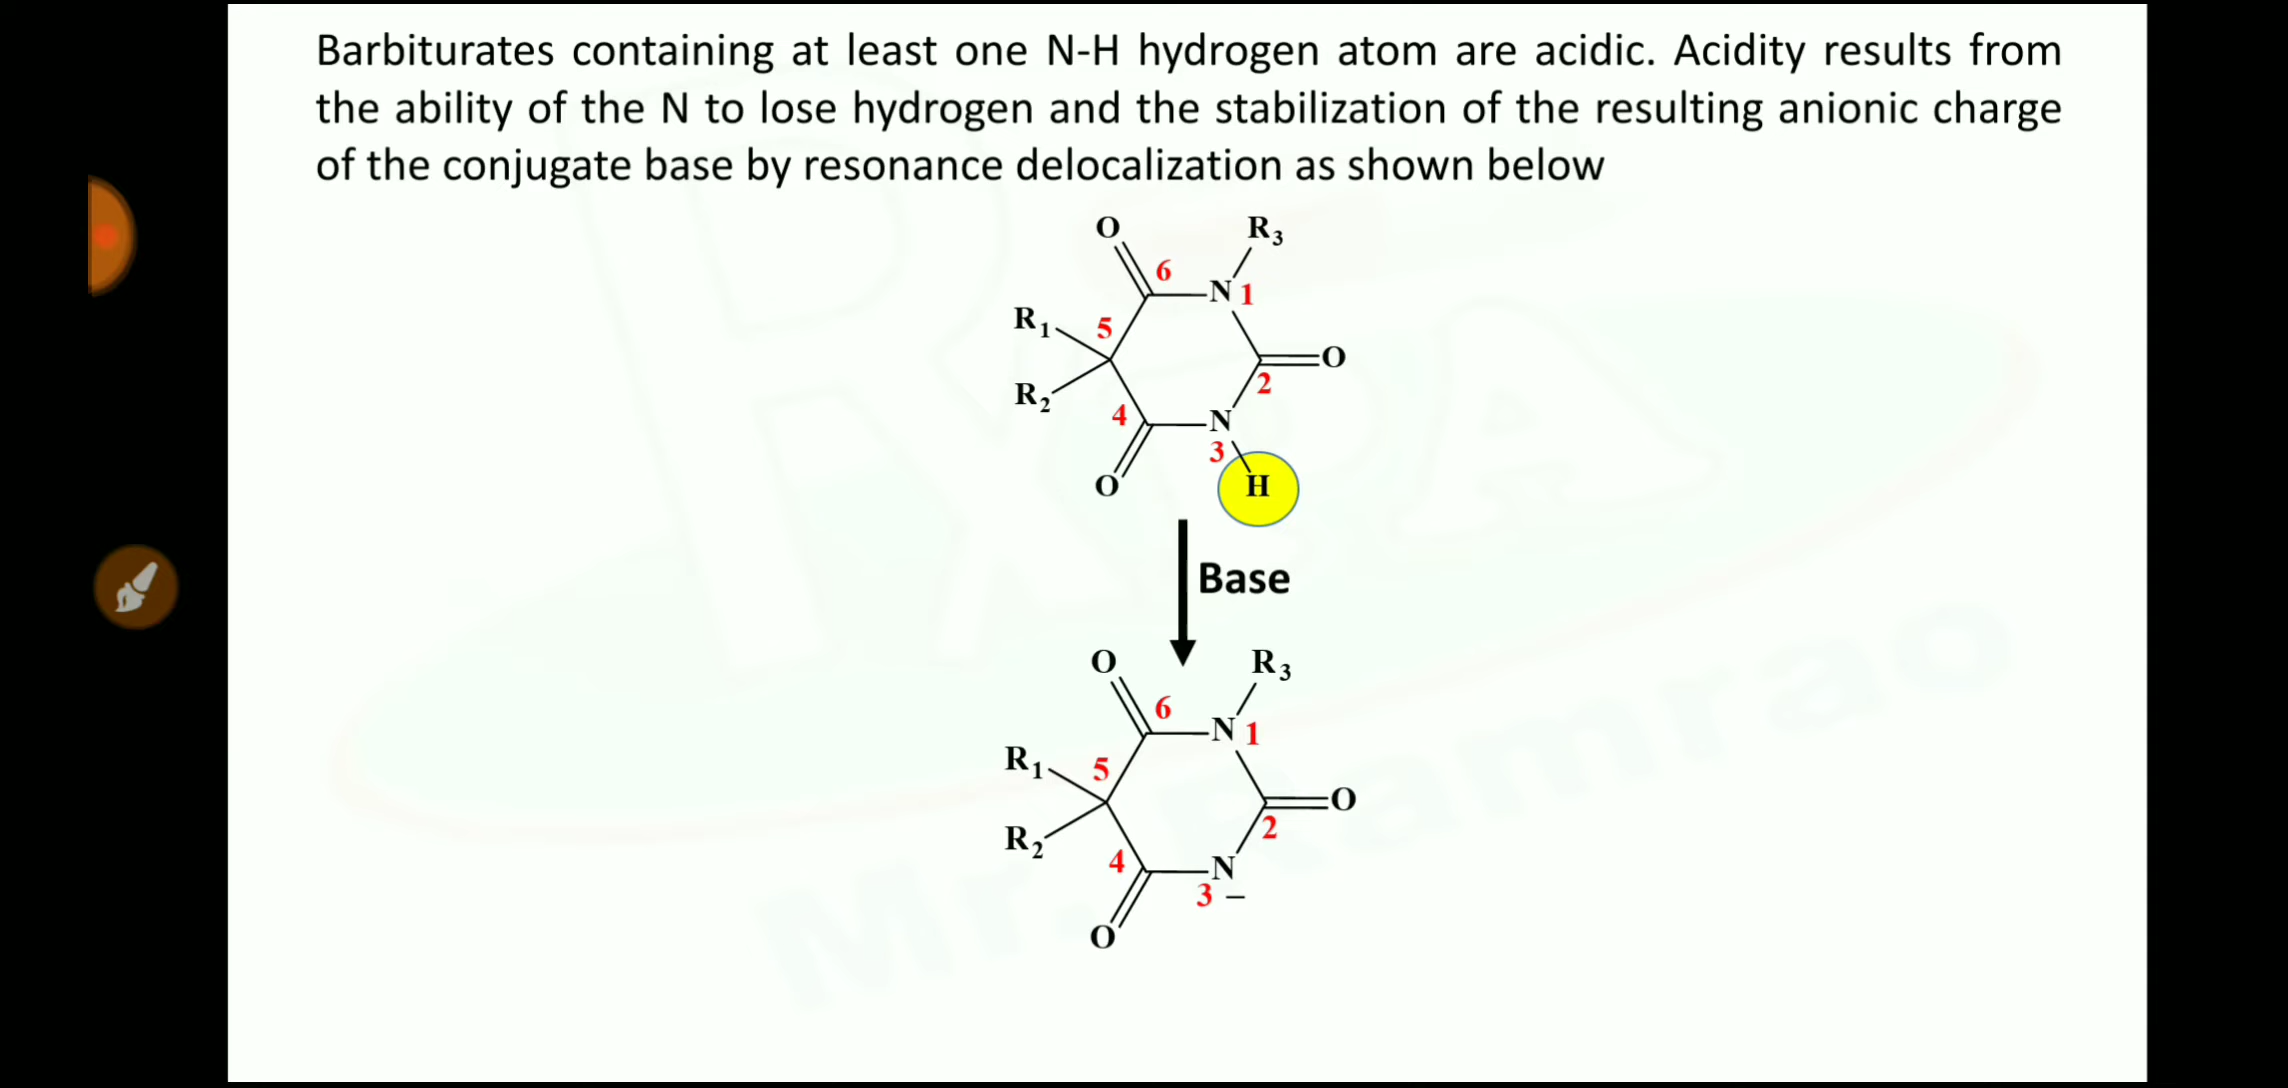 Barbiturates containing at least one N-H hydrogen atom are acidic. Acidity results from
the ability of the N to lose hydrogen and the stabilization of the resulting anionic charge
of the conjugate base by resonance delocalization as shown below
O R₃
6
N 1
R₁ 5
O
2
R₂
4 N
3
O H
Base
O R₃
6
N 1
R₁ 5
O
2
R₂
4 N
3 –
O
Mr. Ramrao